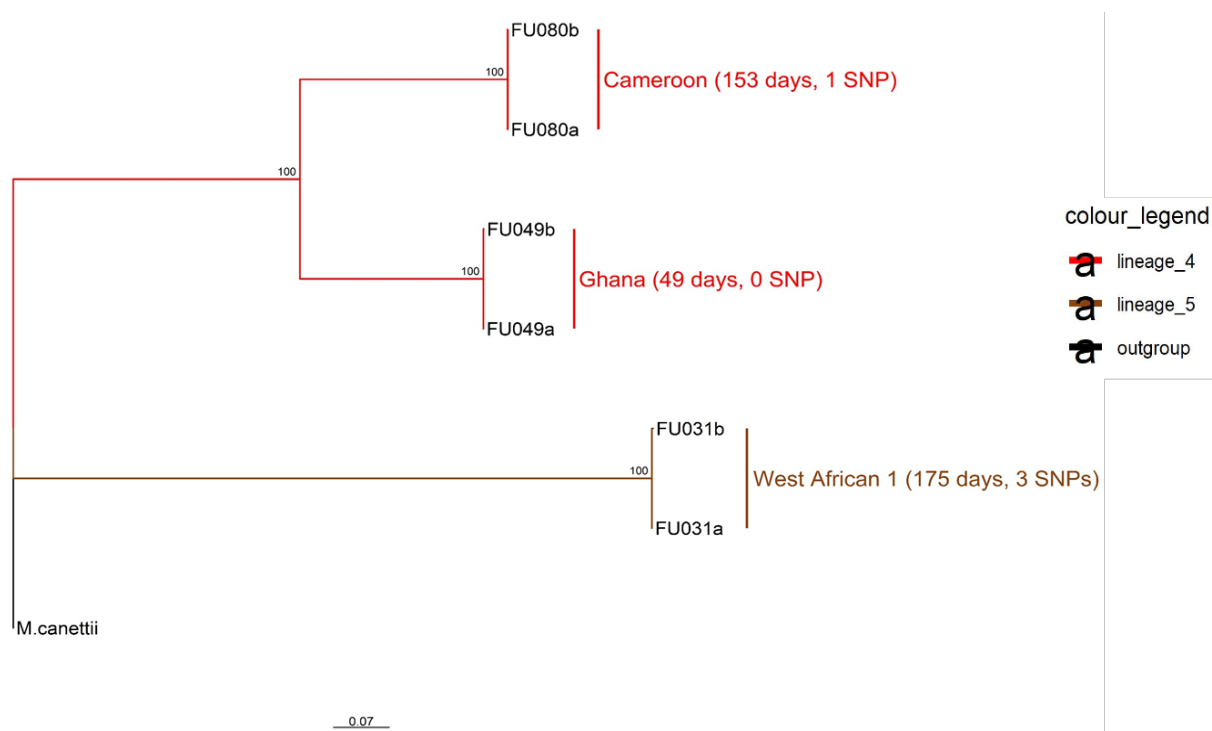 FU080b
100
Cameroon (153 days, 1 SNP)
FU080a
100
FU049b
100
Ghana (49 days, 0 SNP)
FU049a
colour_legend
a lineage_4
a lineage_5
a outgroup
FU031b
100
West African 1 (175 days, 3 SNPs)
FU031a
M.canettii
0.07